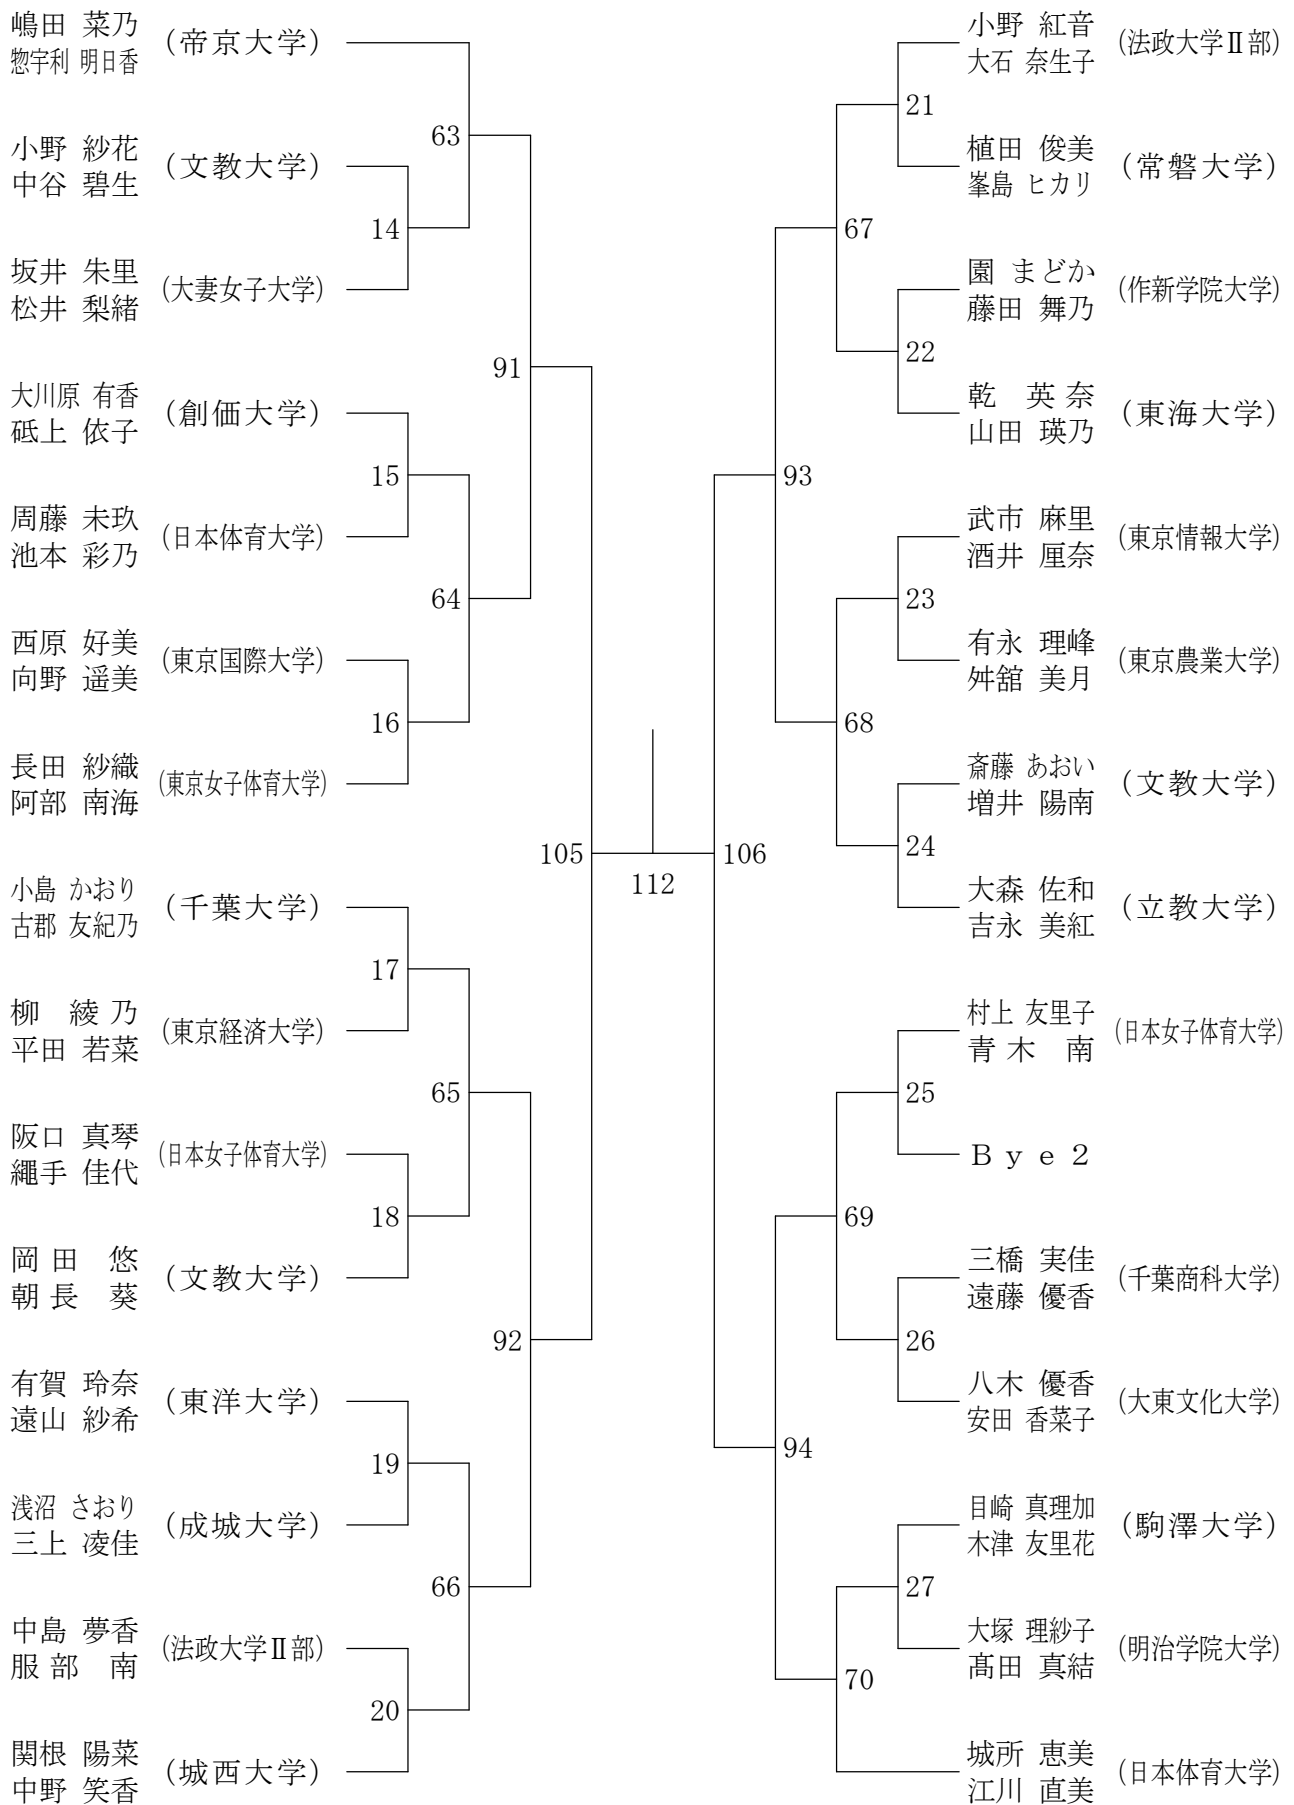 嶋田 菜乃
惣宇利 明日香
(帝京大学)
63
小野 紗花
中谷 碧生
(文教大学)
14
坂井 朱里
松井 梨緒
(大妻女子大学)
91
大川原 有香
砥上 依子
(創価大学)
15
周藤 未玖
池本 彩乃
(日本体育大学)
64
西原 好美
向野 遥美
(東京国際大学)
16
長田 紗織
阿部 南海
(東京女子体育大学)
105
小島 かおり
古郡 友紀乃
(千葉大学)
17
柳 綾乃
平田 若菜
(東京経済大学)
65
阪口 真琴
繩手 佳代
(日本女子体育大学)
18
岡田 悠
朝長 葵
(文教大学)
92
有賀 玲奈
遠山 紗希
(東洋大学)
19
浅沼 さおり
三上 凌佳
(成城大学)
66
中島 夢香
服部 南
(法政大学Ⅱ部)
20
関根 陽菜
中野 笑香
(城西大学)
112
小野 紅音
大石 奈生子
(法政大学Ⅱ部)
21
植田 俊美
峯島 ヒカリ
(常磐大学)
67
園 まどか
藤田 舞乃
(作新学院大学)
22
乾 英奈
山田 瑛乃
(東海大学)
93
武市 麻里
酒井 厘奈
(東京情報大学)
23
有永 理峰
舛舘 美月
(東京農業大学)
68
斎藤 あおい
増井 陽南
(文教大学)
24
大森 佐和
吉永 美紅
(立教大学)
106
村上 友里子
青木 南
(日本女子体育大学)
25
Bye2
69
三橋 実佳
遠藤 優香
(千葉商科大学)
26
八木 優香
安田 香菜子
(大東文化大学)
94
目崎 真理加
木津 友里花
(駒澤大学)
27
大塚 理紗子
髙田 真結
(明治学院大学)
70
城所 恵美
江川 直美
(日本体育大学)